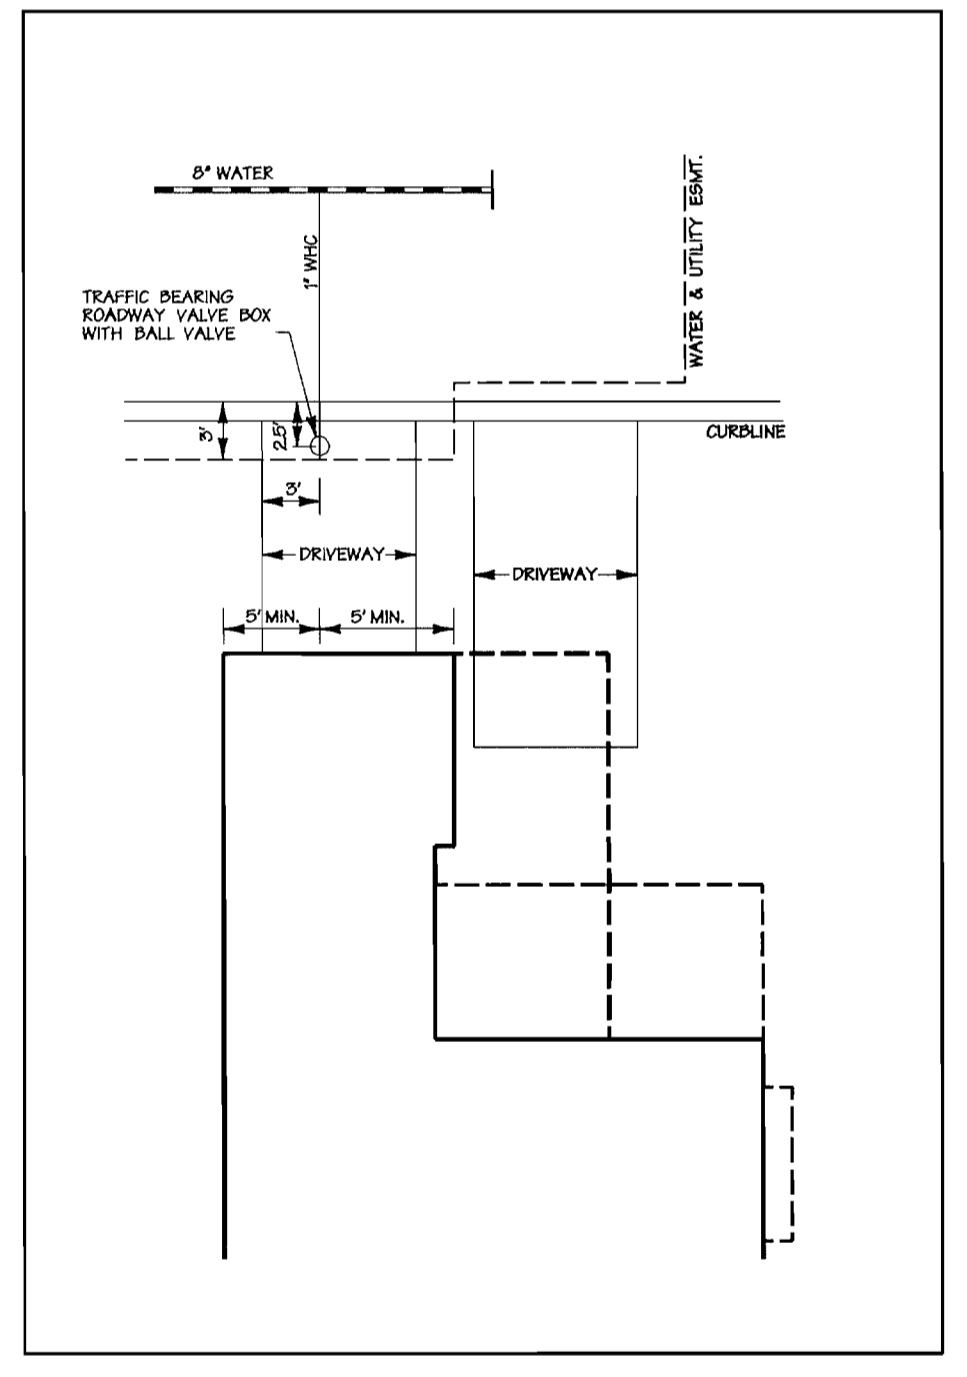 8" WATER
WATER & UTILITY ESMT.
1" WHC
TRAFFIC BEARING
ROADWAY VALVE BOX
WITH BALL VALVE
3'
2.5'
CURBLINE
3'
DRIVEWAY
DRIVEWAY
5' MIN.
5' MIN.